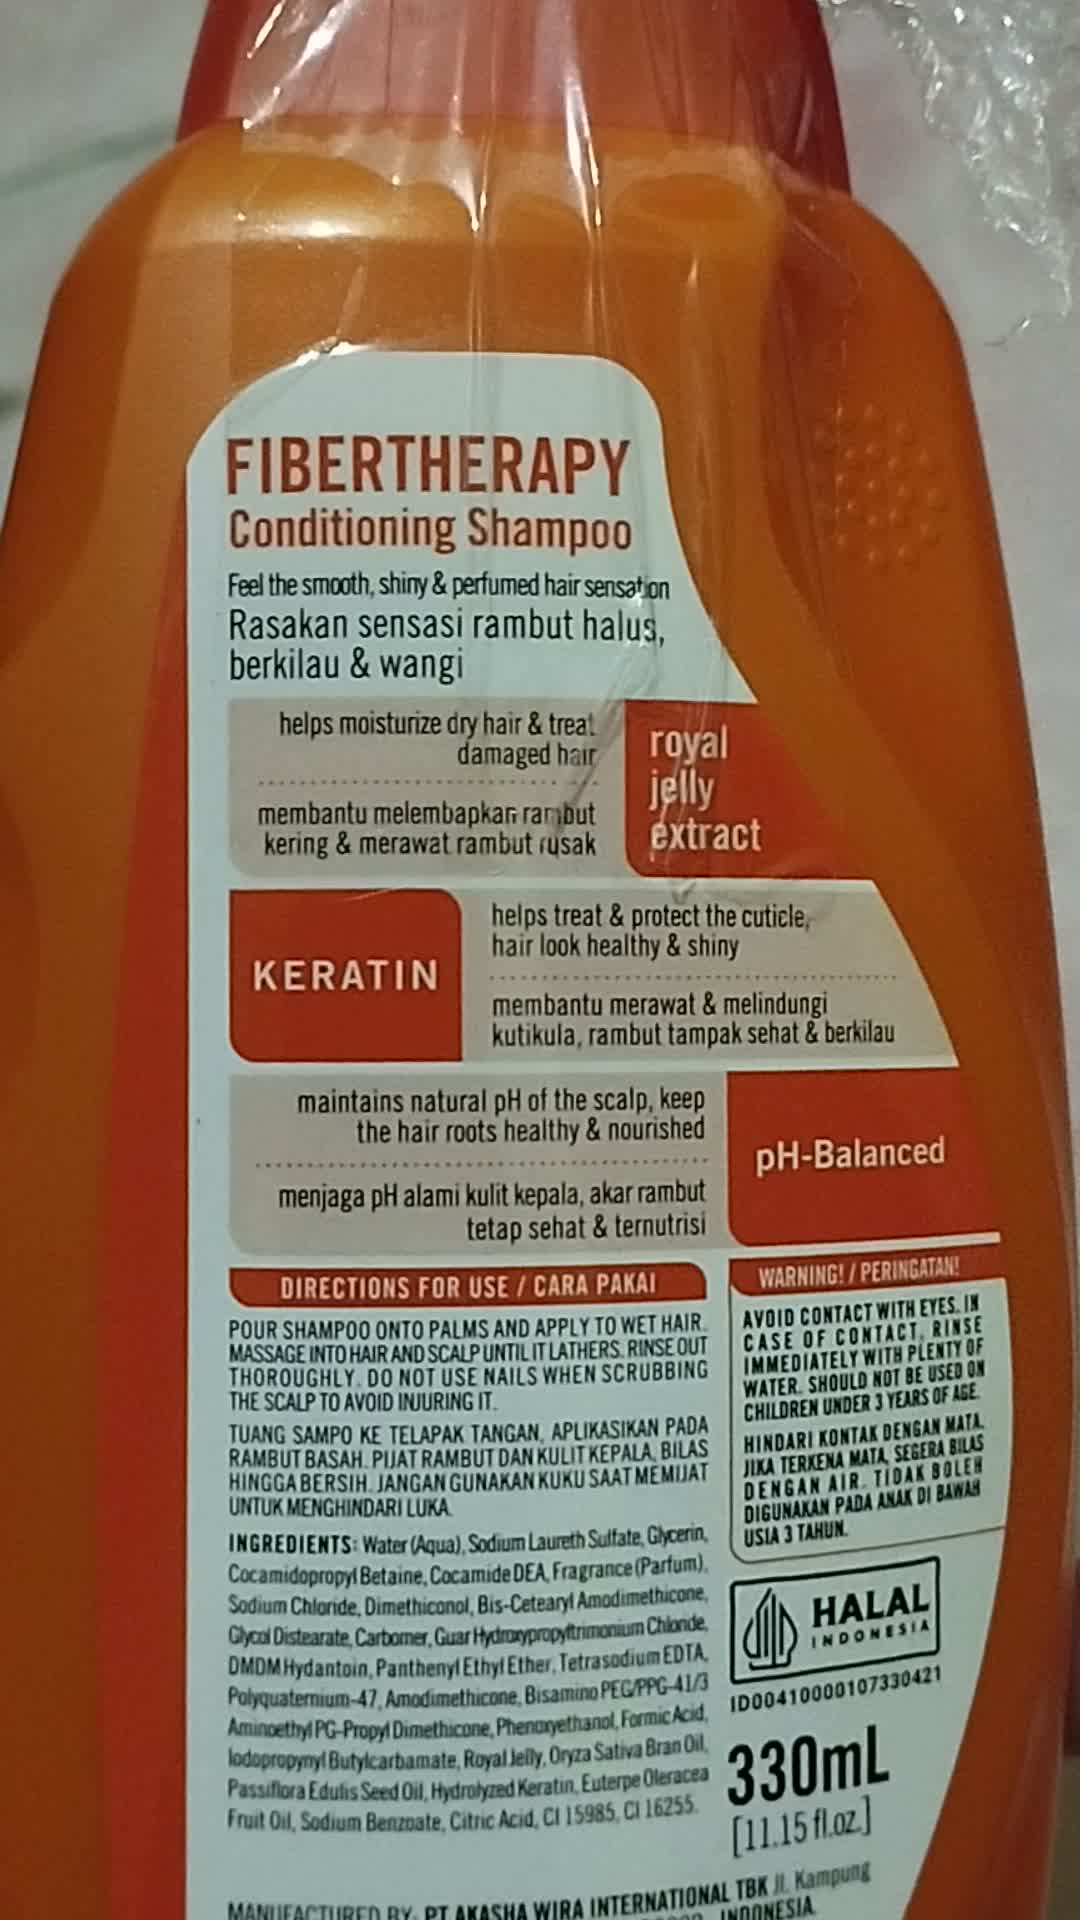 FIBERTHERAPY
Conditioning Shampoo
Feel the smooth, shiny & perfumed hair sensation
Rasakan sensasi rambut halus,
berkilau & wangi
helps moisturize dry hair & treat
damaged hair
membantu melembapkan rambut
kering & merawat rambut rusak
royal
jelly
extract
KERATIN
helps treat & protect the cuticle,
hair look healthy & shiny
membantu merawat & melindungi
kutikula, rambut tampak sehat & berkilau
maintains natural pH of the scalp, keep
the hair roots healthy & nourished
menjaga pH alami kulit kepala, akar rambut
tetap sehat & ternutrisi
pH-Balanced
DIRECTIONS FOR USE / CARA PAKAI
POUR SHAMPOO ONTO PALMS AND APPLY TO WET HAIR.
MASSAGE INTO HAIR AND SCALP UNTIL IT LATHERS. RINSE OUT
THOROUGHLY. DO NOT USE NAILS WHEN SCRUBBING
THE SCALP TO AVOID INJURING IT.
TUANG SAMPO KE TELAPAK TANGAN, APLIKASIKAN PADA
RAMBUT BASAH. PIJAT RAMBUT DAN KULIT KEPALA, BILAS
HINGGA BERSIH. JANGAN GUNAKAN KUKU SAAT MEMIJAT
UNTUK MENGHINDARI LUKA.
INGREDIENTS: Water (Aqua), Sodium Laureth Sulfate, Glycerin,
Cocamidopropyl Betaine, Cocamide DEA, Fragrance (Parfum),
Sodium Chloride, Dimethiconol, Bis-Cetearyl Amodimethicone,
Glycol Distearate, Carbomer, Guar Hydroxypropyltrimonium Chloride,
DMDM Hydantoin, Panthenyl Ethyl Ether, Tetrasodium EDTA,
Polyquaternium-47, Amodimethicone, Bisamino PEG/PPG-41/3
Aminoethyl PG-Propyl Dimethicone, Phenoxyethanol, Formic Acid,
Iodopropynyl Butylcarbamate, Royal Jelly, Oryza Sativa Bran Oil,
Passiflora Edulis Seed Oil, Hydrolyzed Keratin, Euterpe Oleracea
Fruit Oil, Sodium Benzoate, Citric Acid, CI 15985, CI 16255.
WARNING! / PERINGATAN!
AVOID CONTACT WITH EYES. IN
CASE OF CONTACT, RINSE
IMMEDIATELY WITH PLENTY OF
WATER. SHOULD NOT BE USED ON
CHILDREN UNDER 3 YEARS OF AGE.
HINDARI KONTAK DENGAN MATA.
JIKA TERKENA MATA, SEGERA BILAS
DENGAN AIR. TIDAK BOLEH
DIGUNAKAN PADA ANAK DI BAWAH
USIA 3 TAHUN.
HALAL
INDONESIA
ID00410000107330421
330mL
[11.15 fl.oz.]
MANUFACTURED BY: PT AKASHA WIRA INTERNATIONAL TBK Jl. Kampung
INDONESIA